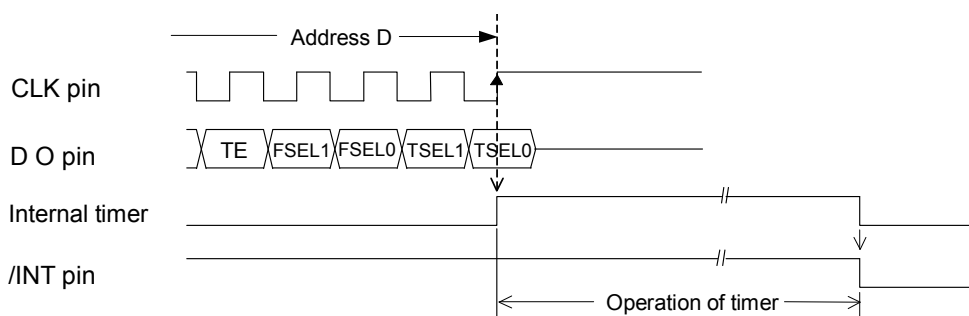 Address D
CLK pin
D O pin
TE FSEL1 FSEL0 TSEL1 TSEL0
Internal timer
/INT pin
Operation of timer